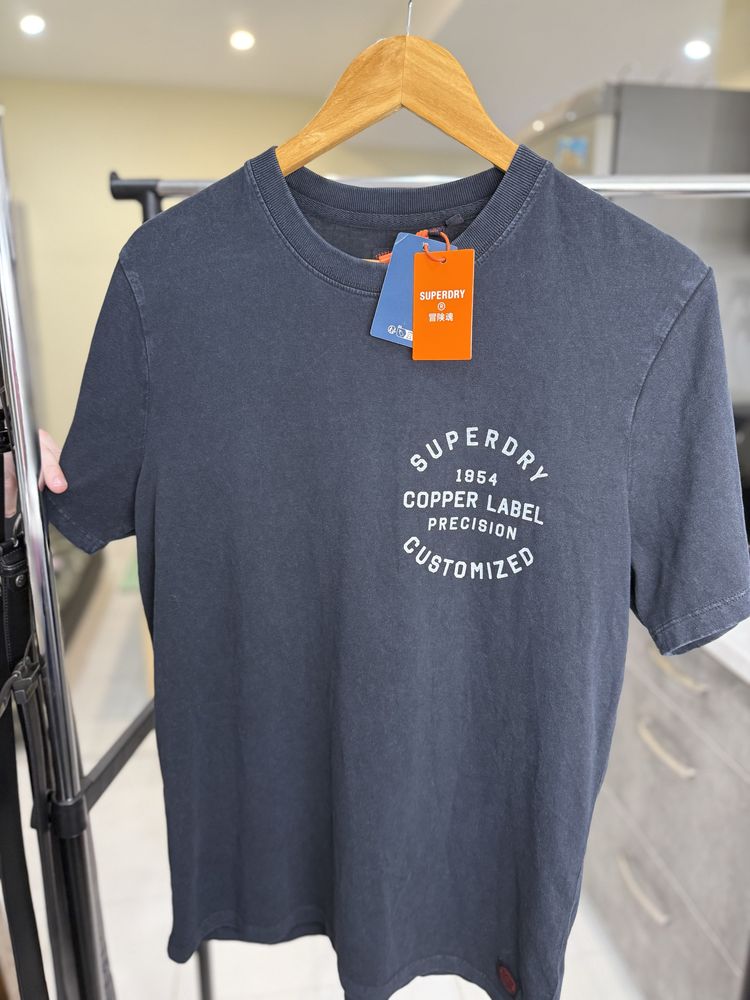 SUPERDRY
®
冒険魂
SUPERDRY
1954
COPPER LABEL
PRECISION
CUSTOMIZED